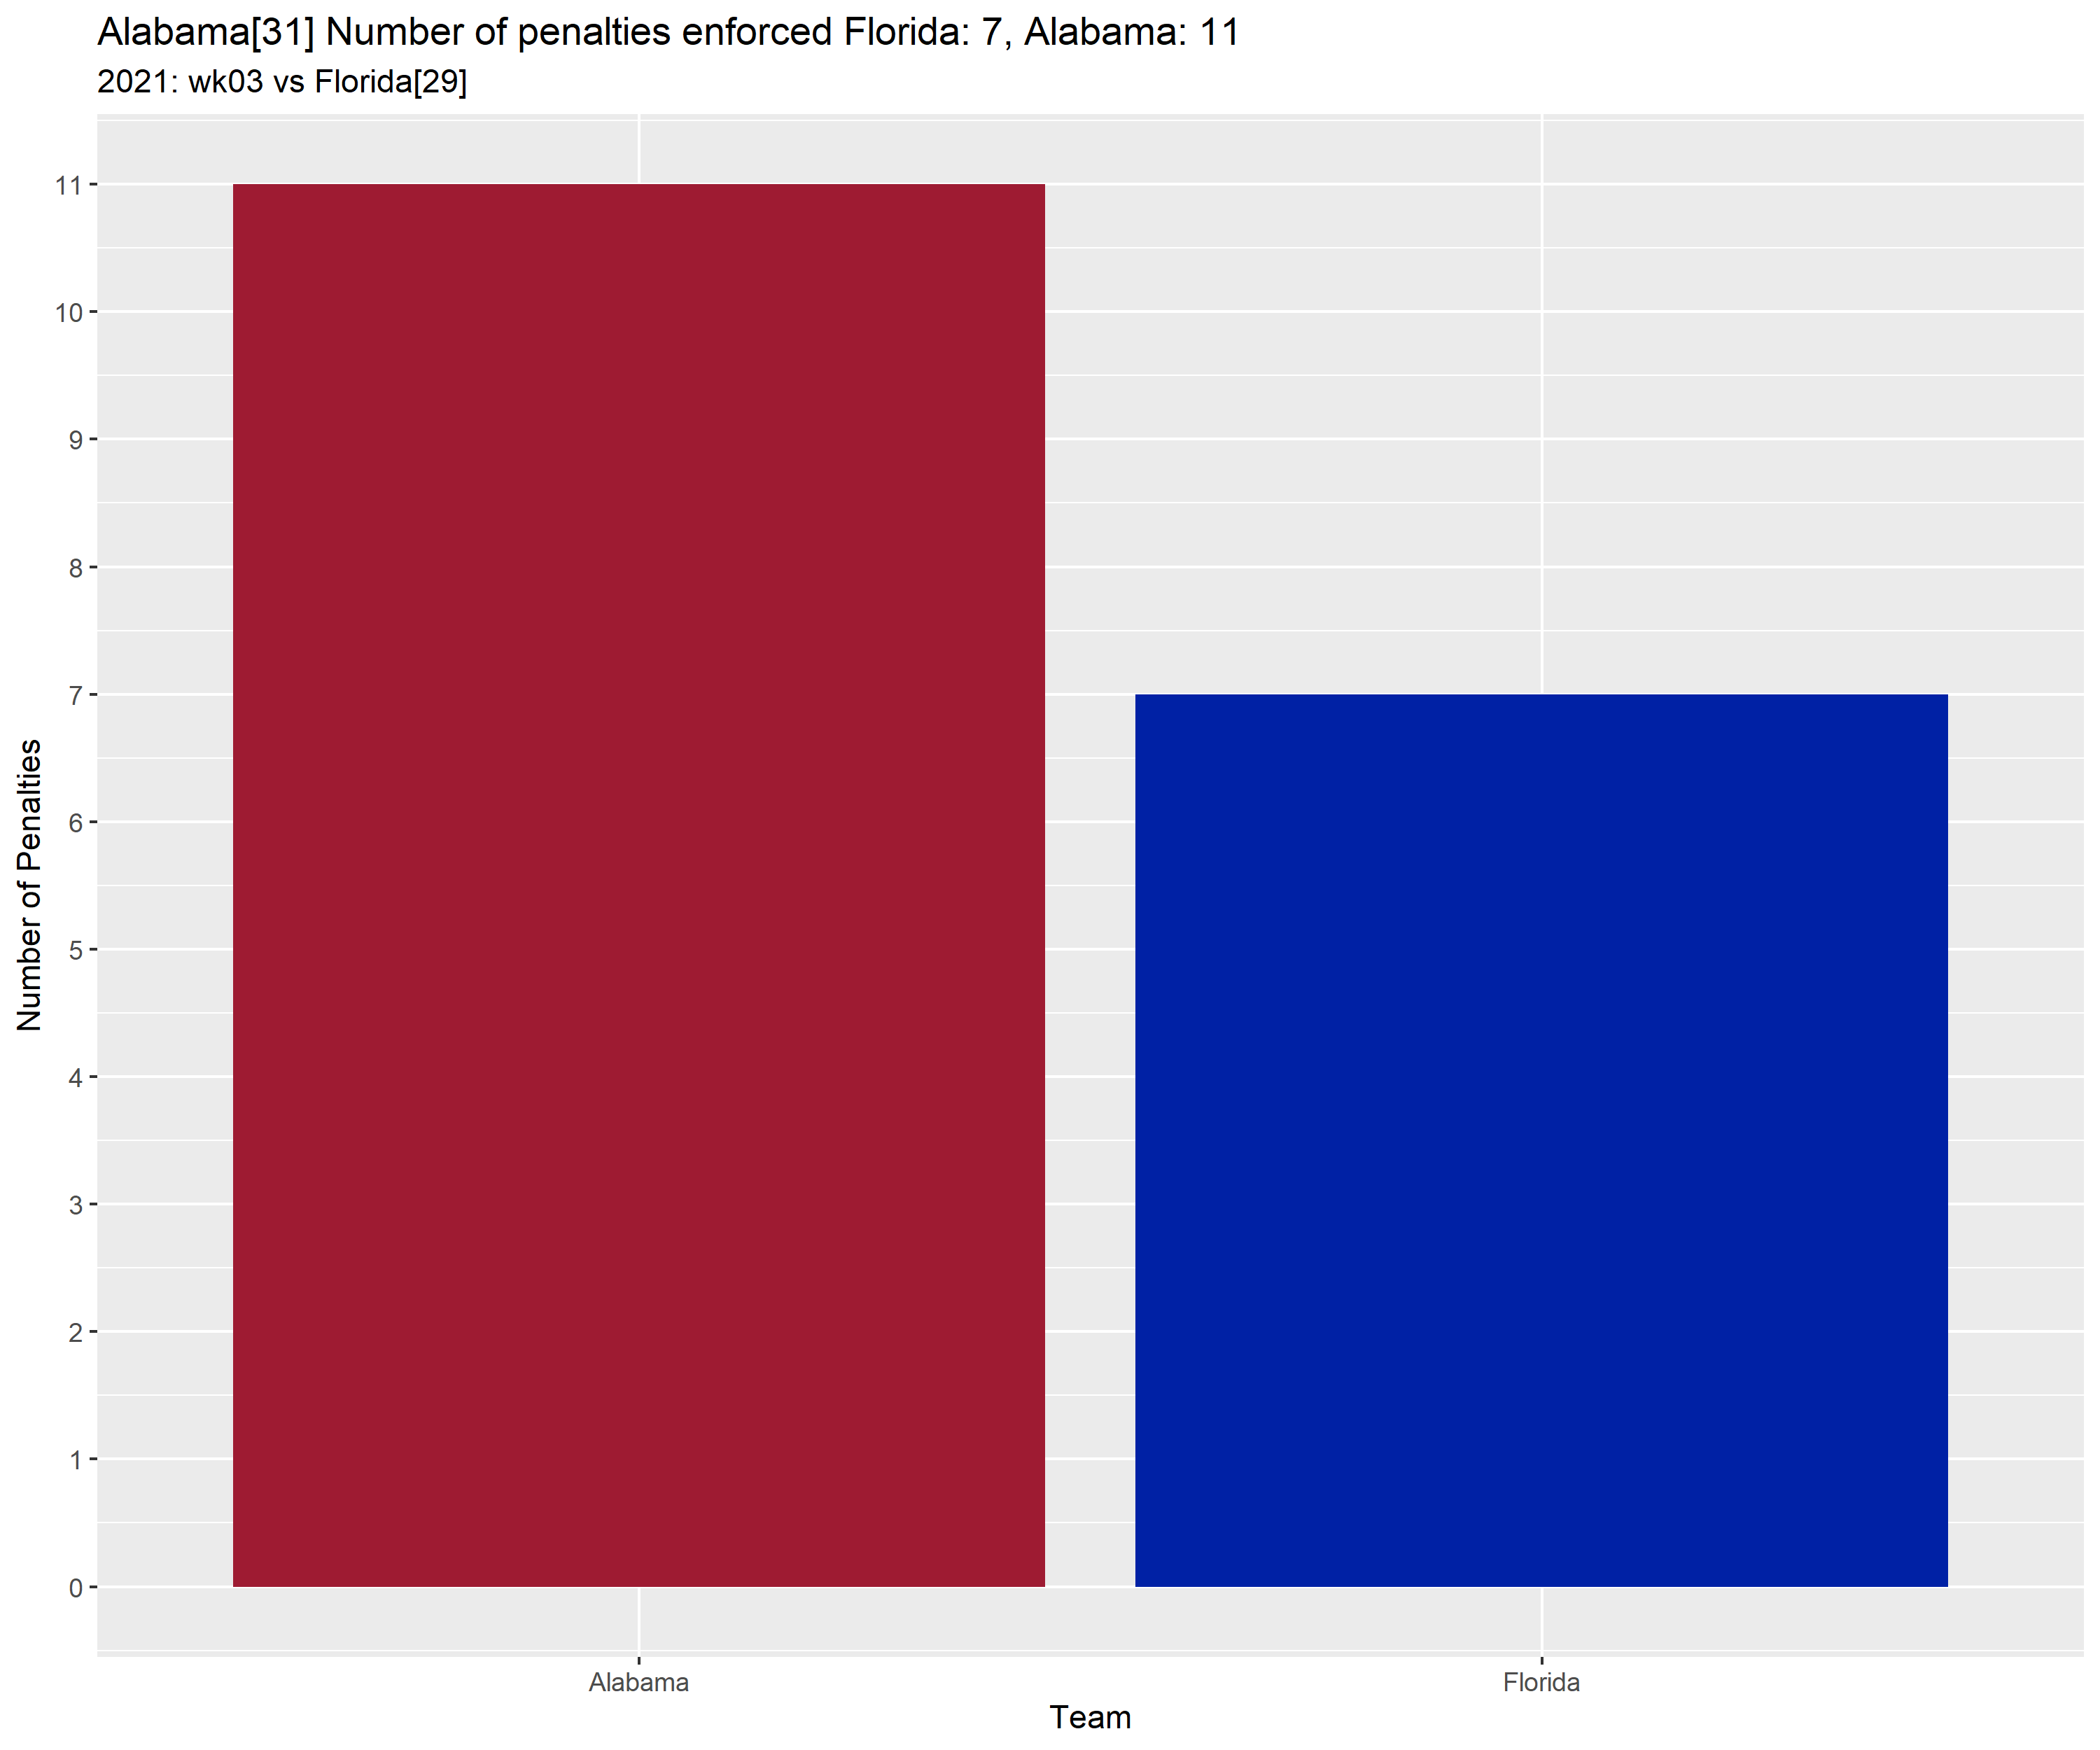 Alabama[31] Number of penalties enforced Florida: 7, Alabama: 11
2021: wk03 vs Florida[29]
Number of Penalties
11
10
9
8
7
6
5
4
3
2
1
0
Alabama
Florida
Team